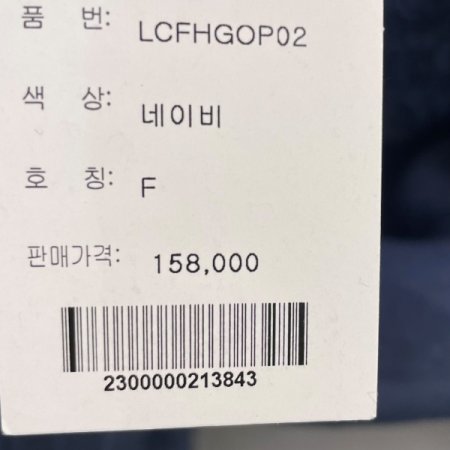 품 번: LCFHGOP02
색 상: 네이비
호 칭: F
판매가격: 158,000
2300000213843